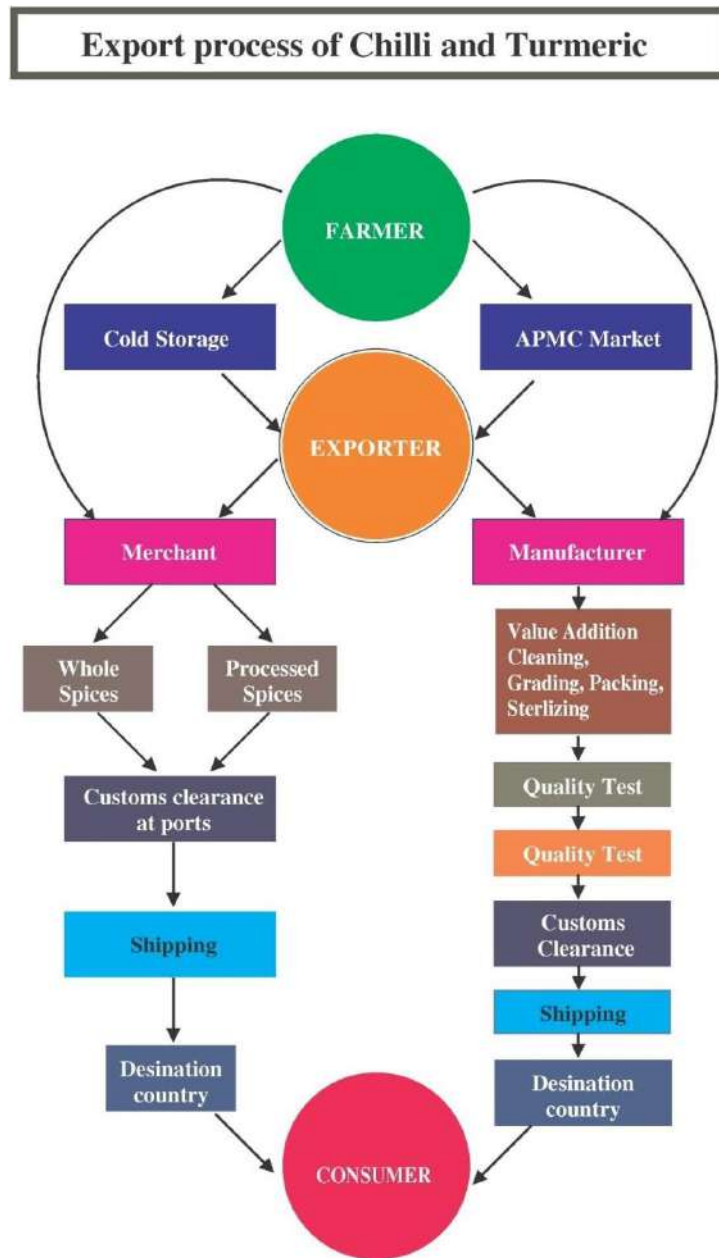 Export process of Chilli and Turmeric
FARMER
Cold Storage
APMC Market
EXPORTER
Merchant
Manufacturer
Whole
Spices
Processed
Spices
Value Addition
Cleaning,
Grading, Packing,
Sterlizing
Customs clearance
at ports
Quality Test
Quality Test
Shipping
Customs
Clearance
Shipping
Desination
country
Desination
country
CONSUMER